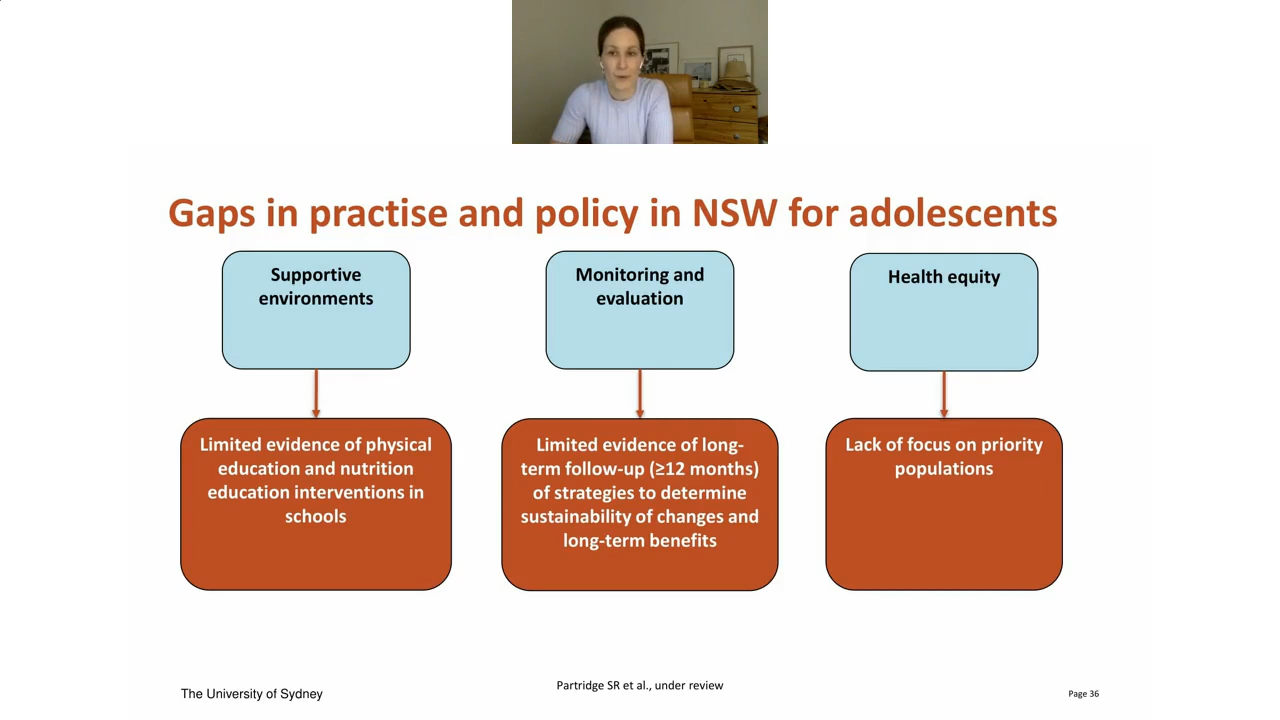 Gaps in practise and policy in NSW for adolescents
Supportive
environments
Monitoring and
evaluation
Health equity
Limited evidence of physical
education and nutrition
education interventions in
schools
Limited evidence of long-
term follow-up (≥12 months)
of strategies to determine
sustainability of changes and
long-term benefits
Lack of focus on priority
populations
The University of Sydney
Partridge SR et al., under review
Page 36